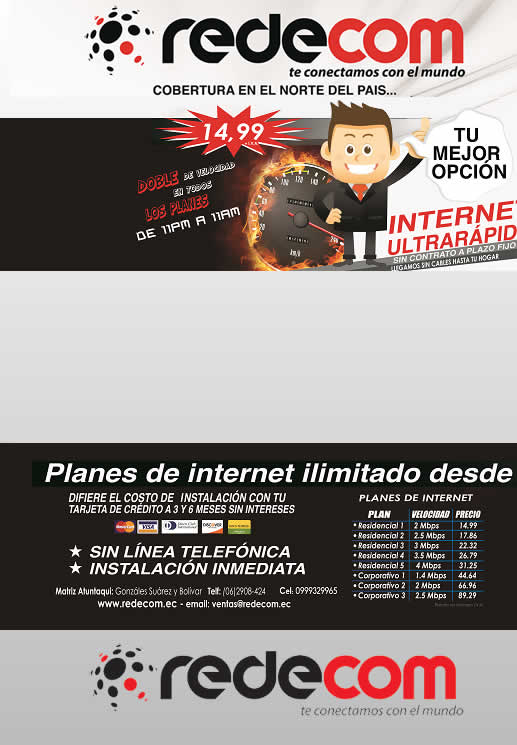 redecom
te conectamos con el mundo
COBERTURA EN EL NORTE DEL PAIS...
14,99
TU
MEJOR
OPCIÓN
DOBLE DE VELOCIDAD
EN TODOS
LOS PLANES
DE 11PM A 11AM
INTERNE
ULTRARÁPID
SIN CONTRATO A PLAZO FIJO
LLEGAMOS SIN CABLES HASTA TU HOGAR
Planes de internet ilimitado desde
DIFIERE EL COSTO DE INSTALACIÓN CON TU
TARJETA DE CRÉDITO A 3 Y 6 MESES SIN INTERESES
VISA
DISCOVER
★ SIN LÍNEA TELEFÓNICA
★ INSTALACIÓN INMEDIATA
Matriz Atuntaqui: Gonzáles Suárez y Bolívar Telf: /06)2908-424 Cel: 0999329965
www.redecom.ec - email: ventas@redecom.ec
PLANES DE INTERNET
PLAN VELOCIDAD PRECIO
• Residencial 1 2 Mbps 14.99
• Residencial 2 2.5 Mbps 17.86
• Residencial 3 3 Mbps 22.32
• Residencial 4 3.5 Mbps 26.79
• Residencial 5 4 Mbps 31.25
• Corporativo 1 1.4 Mbps 44.64
• Corporativo 2 2 Mbps 66.96
• Corporativo 3 2.5 Mbps 89.29
redecom
te conectamos con el mundo